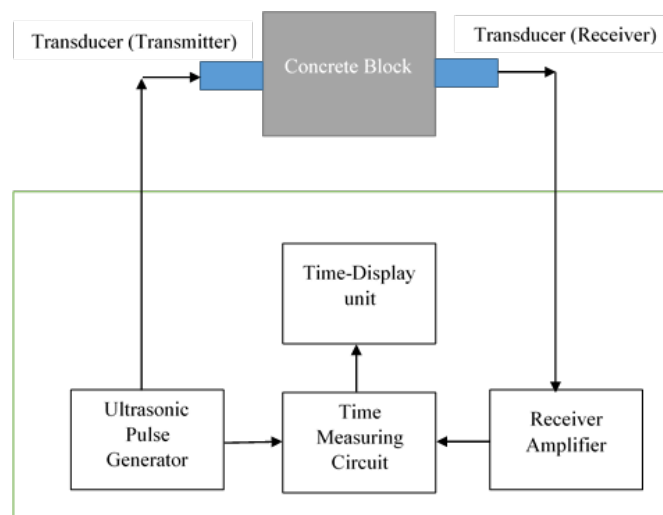 Transducer (Transmitter)
Transducer (Receiver)
Concrete Block
Time-Display
unit
Ultrasonic
Pulse
Generator
Time
Measuring
Circuit
Receiver
Amplifier